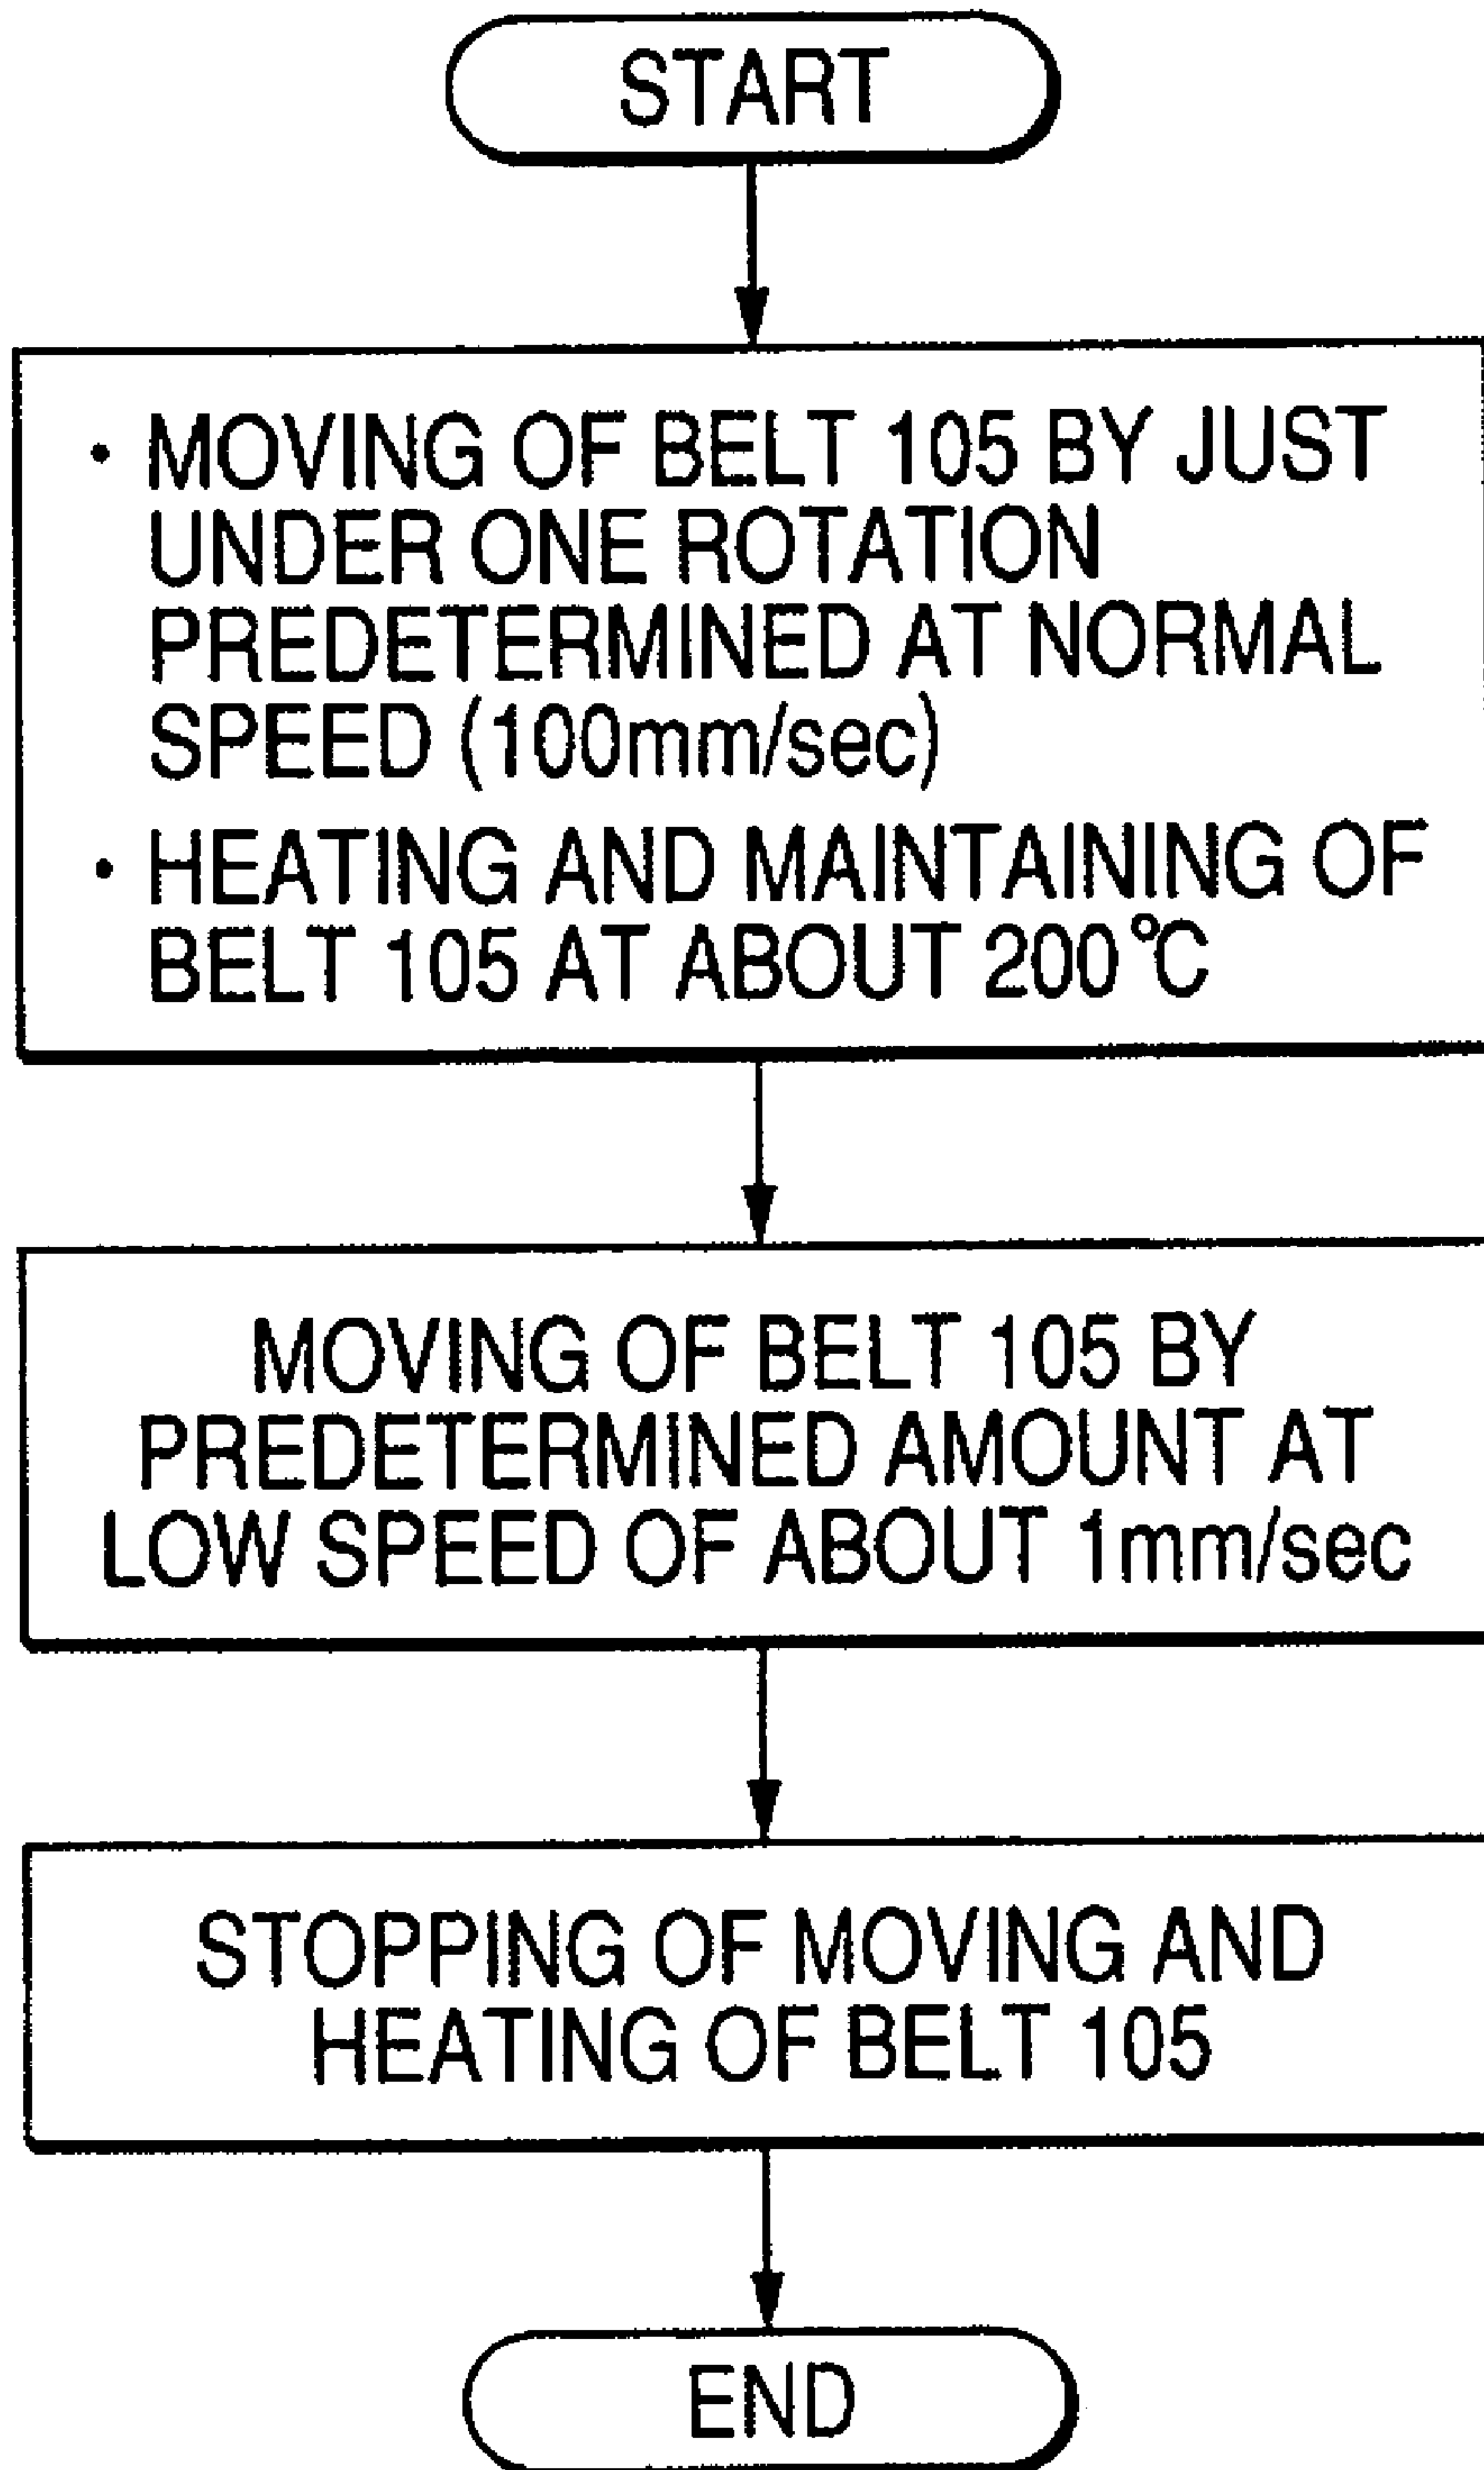 START
· MOVING OF BELT 105 BY JUST
UNDER ONE ROTATION
PREDETERMINED AT NORMAL
SPEED (100mm/sec)
· HEATING AND MAINTAINING OF
BELT 105 AT ABOUT 200℃
MOVING OF BELT 105 BY
PREDETERMINED AMOUNT AT
LOW SPEED OF ABOUT 1mm/sec
STOPPING OF MOVING AND
HEATING OF BELT 105
END